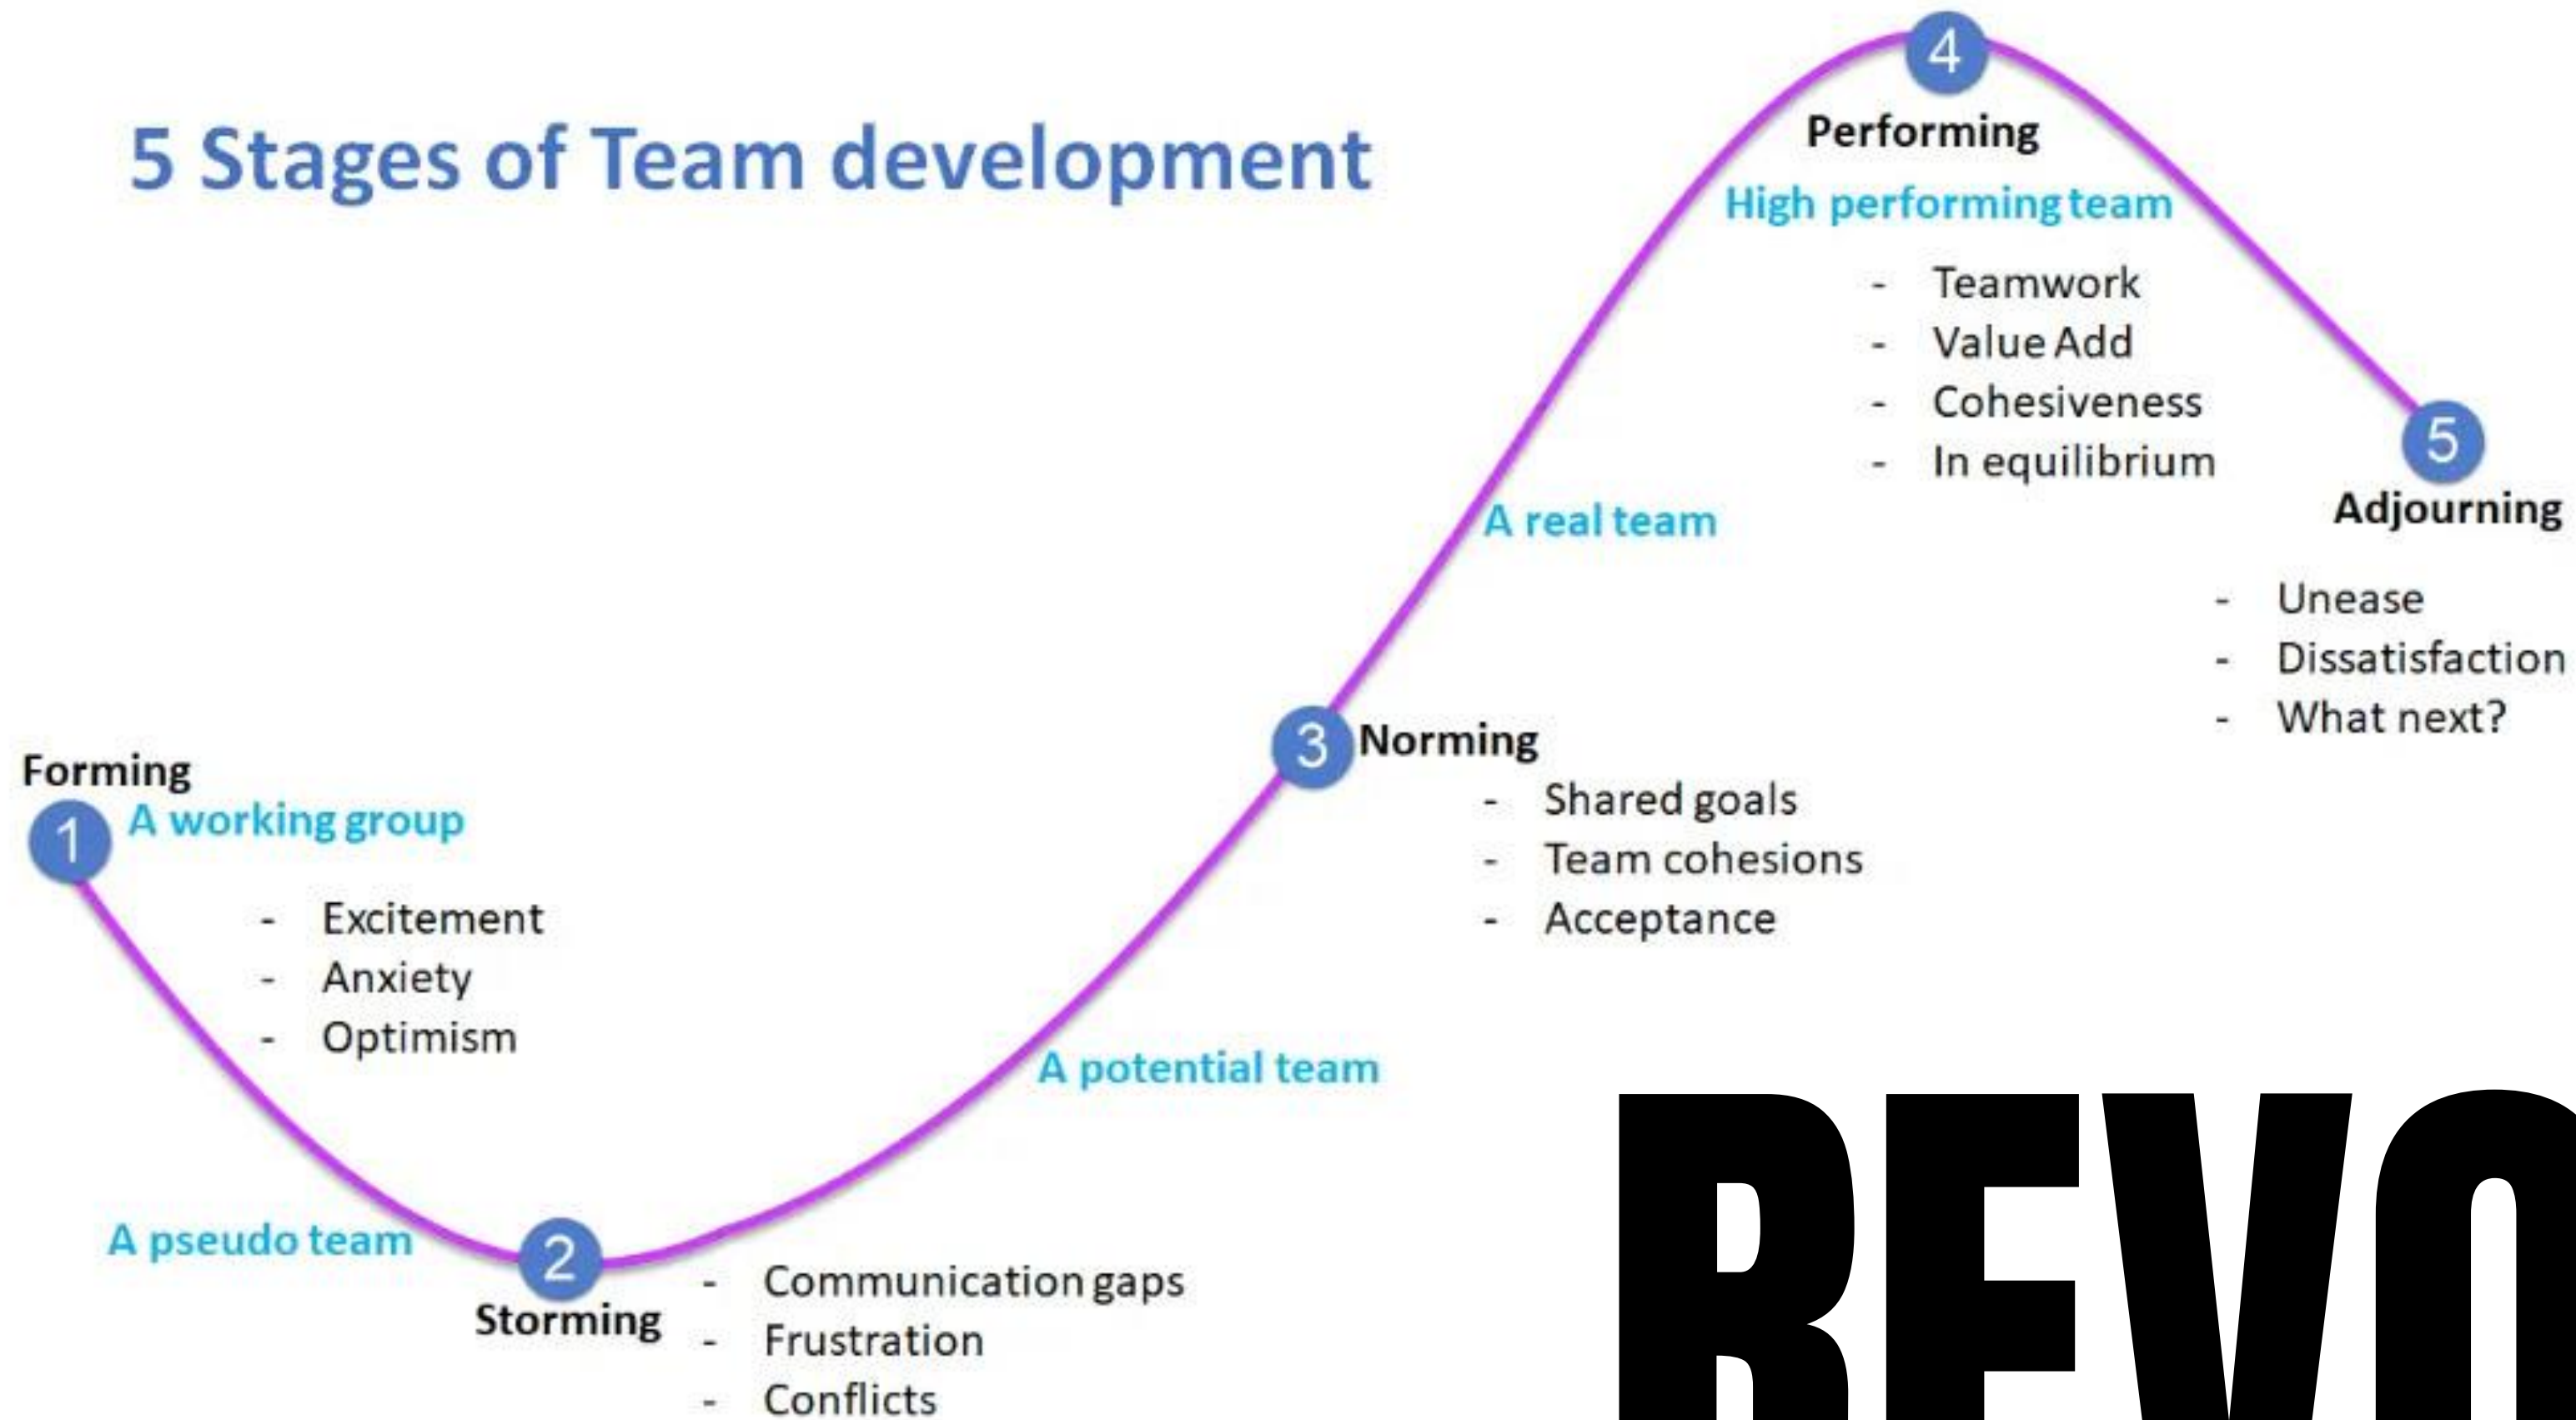 5 Stages of Team development
Forming
1
A working group
- Excitement
- Anxiety
- Optimism
A pseudo team
2
Storming
- Communication gaps
- Frustration
- Conflicts
A potential team
3
Norming
- Shared goals
- Team cohesions
- Acceptance
A real team
4
Performing
High performing team
- Teamwork
- Value Add
- Cohesiveness
- In equilibrium
5
Adjourning
- Unease
- Dissatisfaction
- What next?